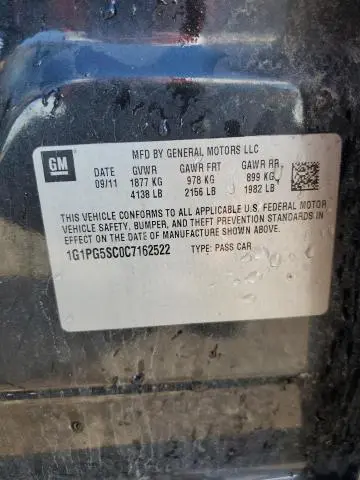 GM
MFD BY GENERAL MOTORS LLC
DATE GVWR GAWR FRT GAWR RR
09/11 1877 KG 978 KG 899 KG
4138 LB 2156 LB 1982 LB
THIS VEHICLE CONFORMS TO ALL APPLICABLE U.S. FEDERAL MOTOR
VEHICLE SAFETY, BUMPER, AND THEFT PREVENTION STANDARDS IN
EFFECT ON THE DATE OF MANUFACTURE SHOWN ABOVE.
1G1PG5SC0C7162522 TYPE: PASS CAR